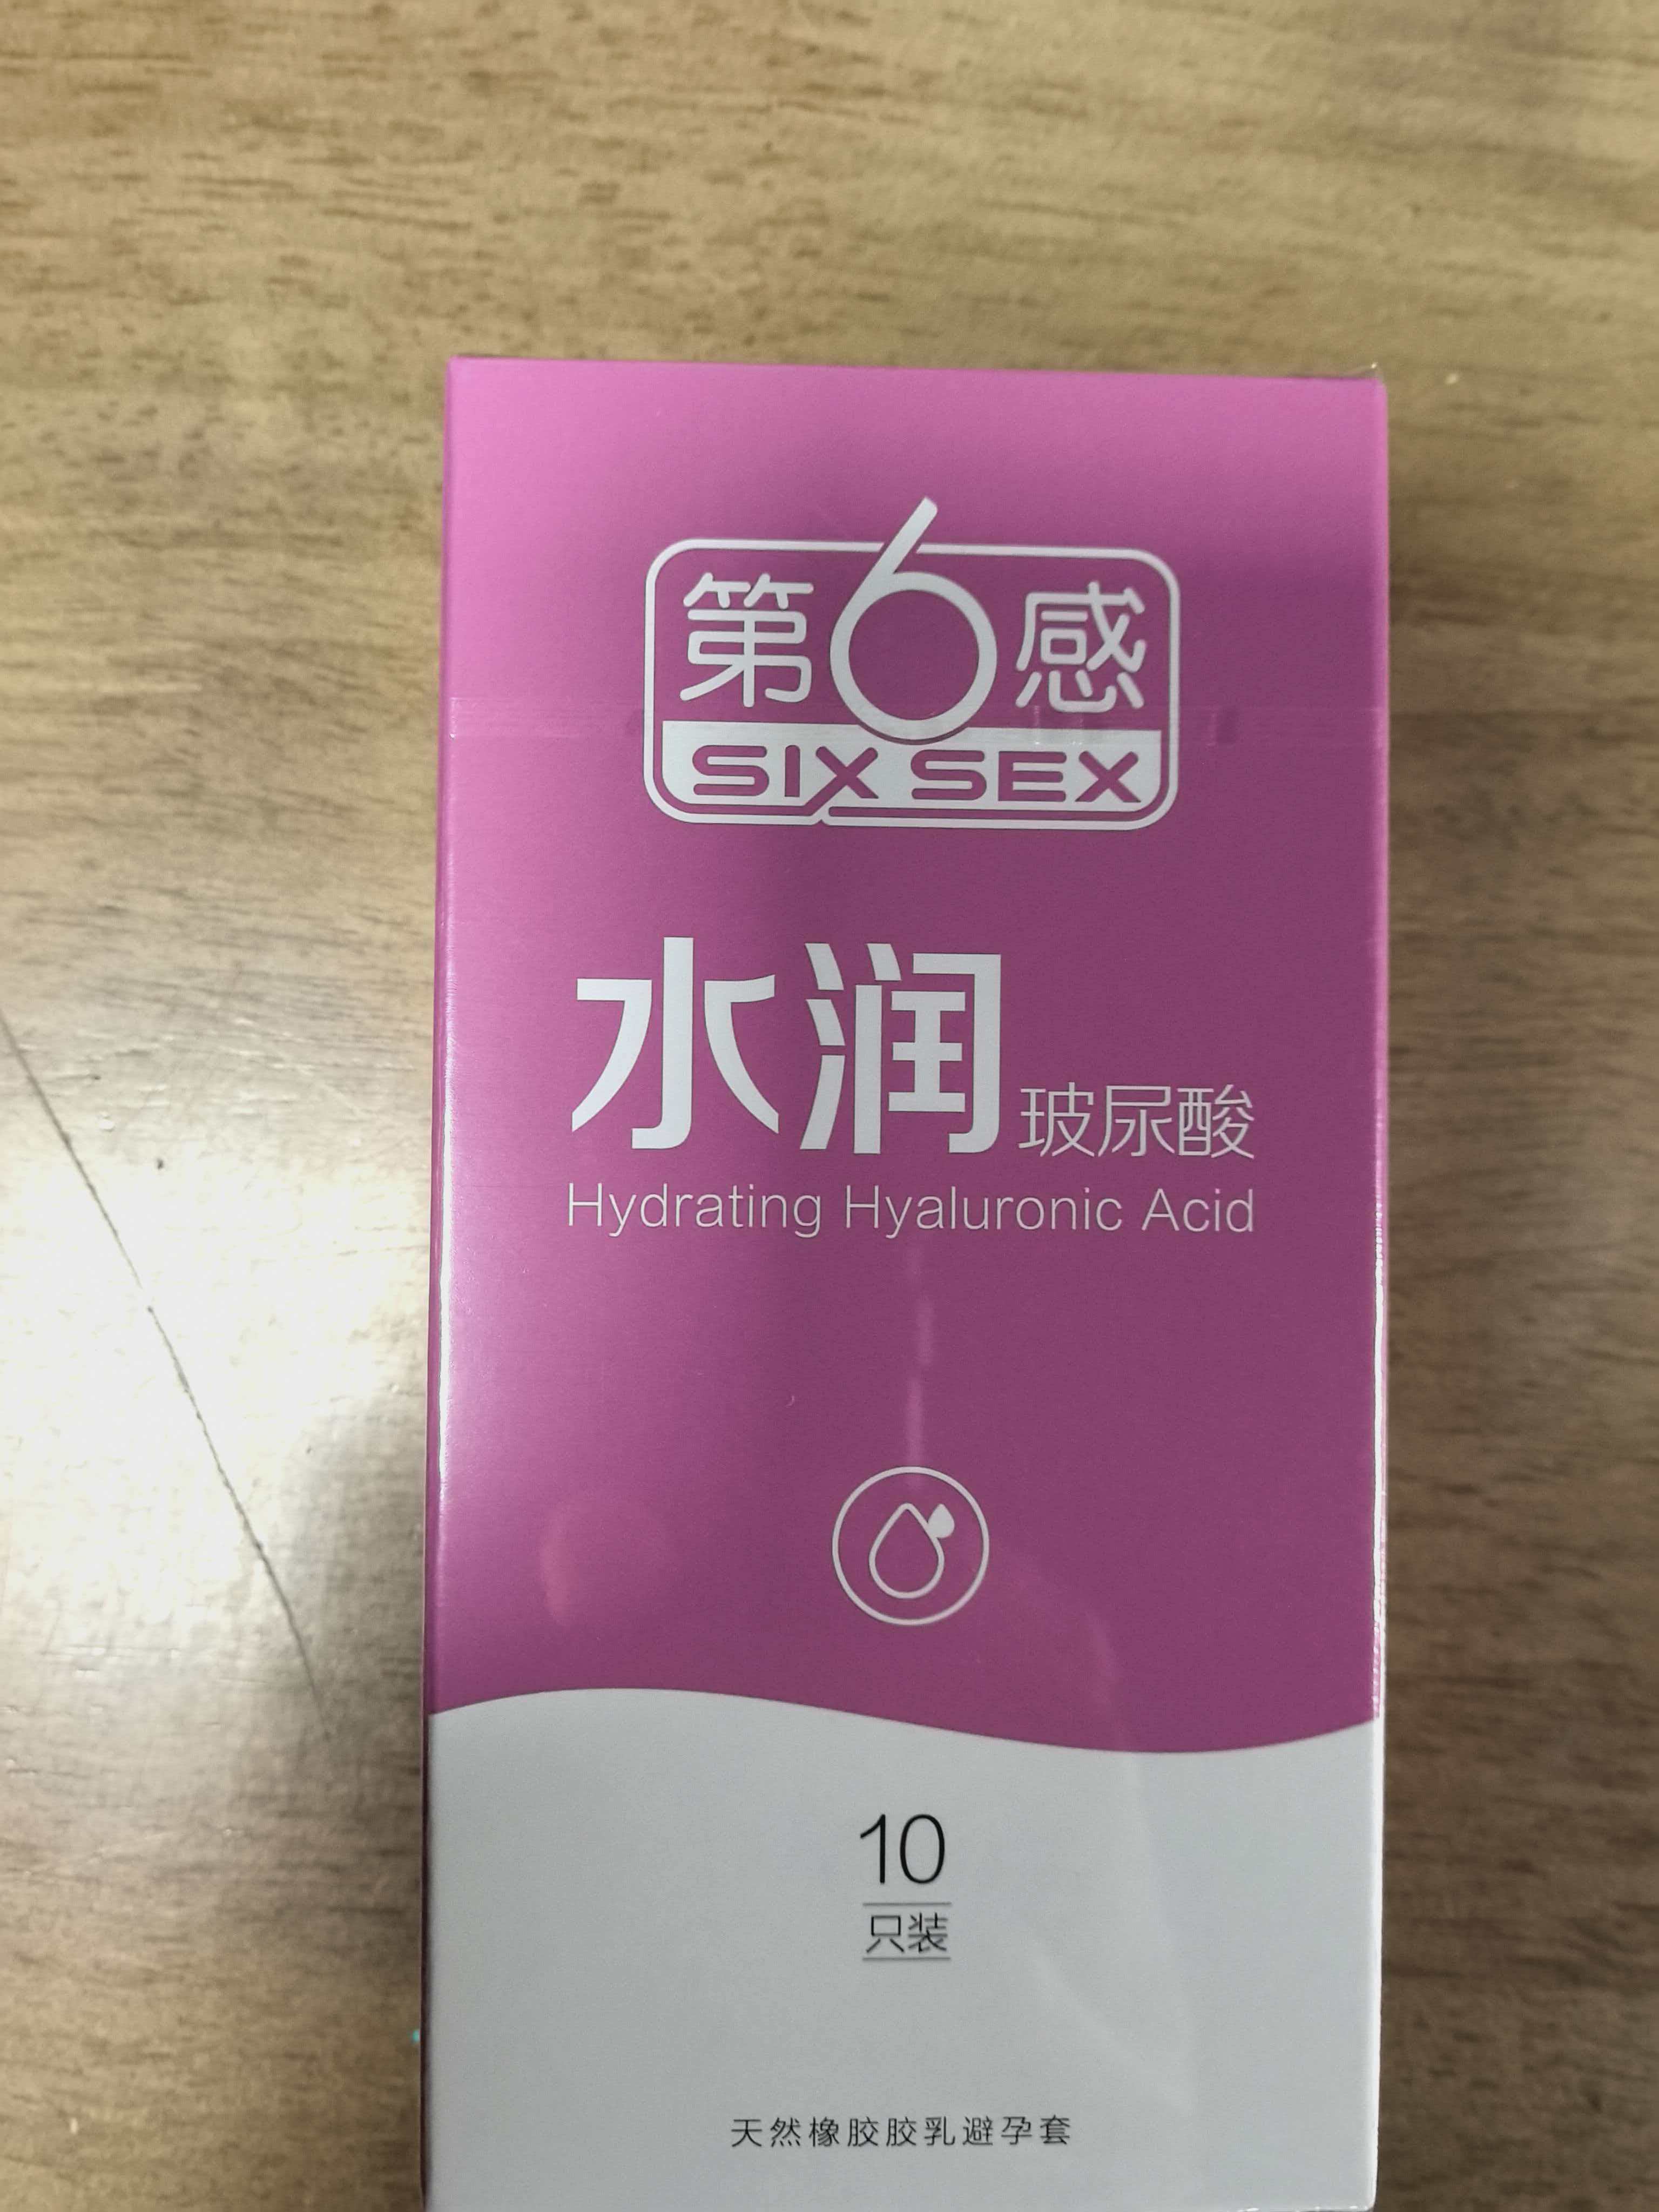 第6感
SIX SEX
水润玻尿酸
Hydrating Hyaluronic Acid
10
只装
天然橡胶胶乳避孕套